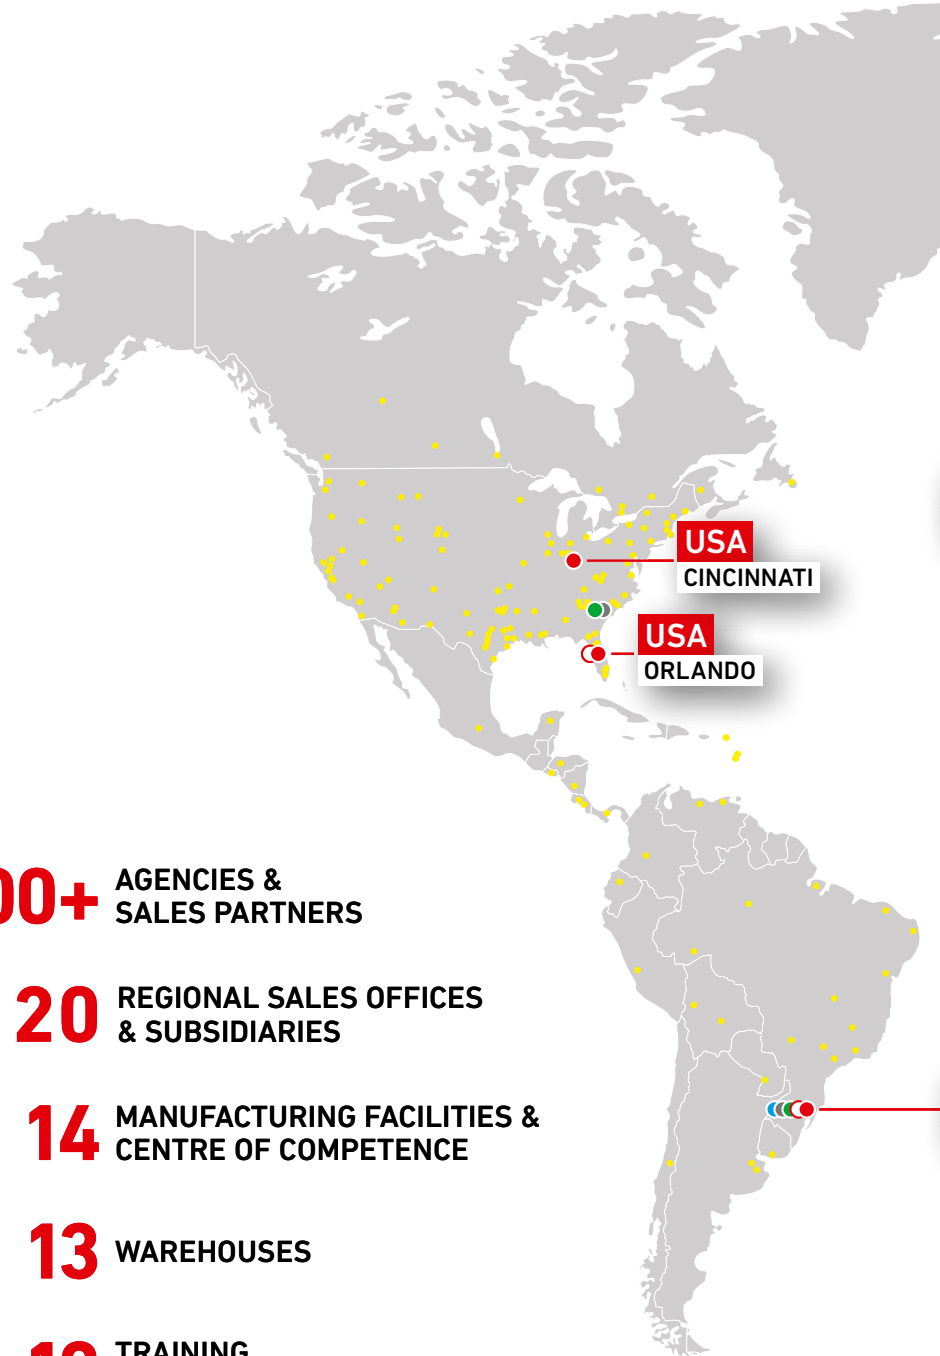 USA
CINCINNATI
USA
ORLANDO
00+ AGENCIES &
SALES PARTNERS
20 REGIONAL SALES OFFICES
& SUBSIDIARIES
14 MANUFACTURING FACILITIES &
CENTRE OF COMPETENCE
13 WAREHOUSES
TRAINING